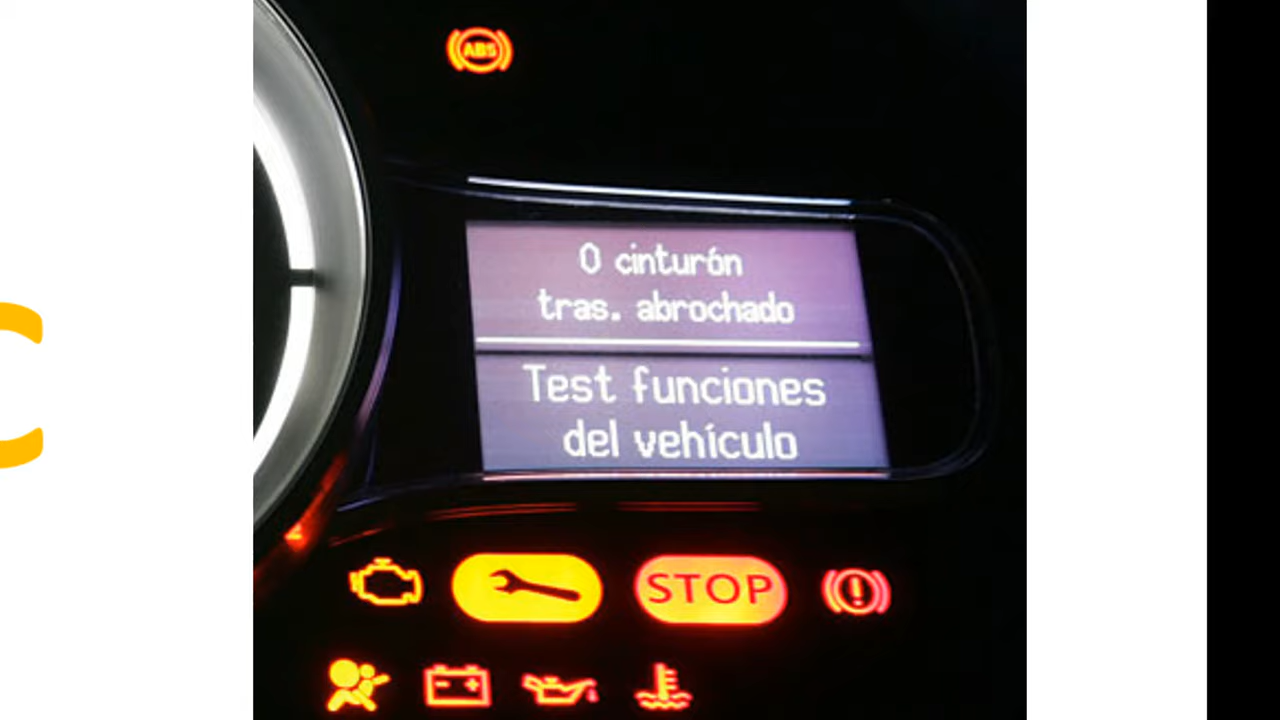 ABS
0 cinturón
tras. abrochado
Test funciones
del vehículo
STOP